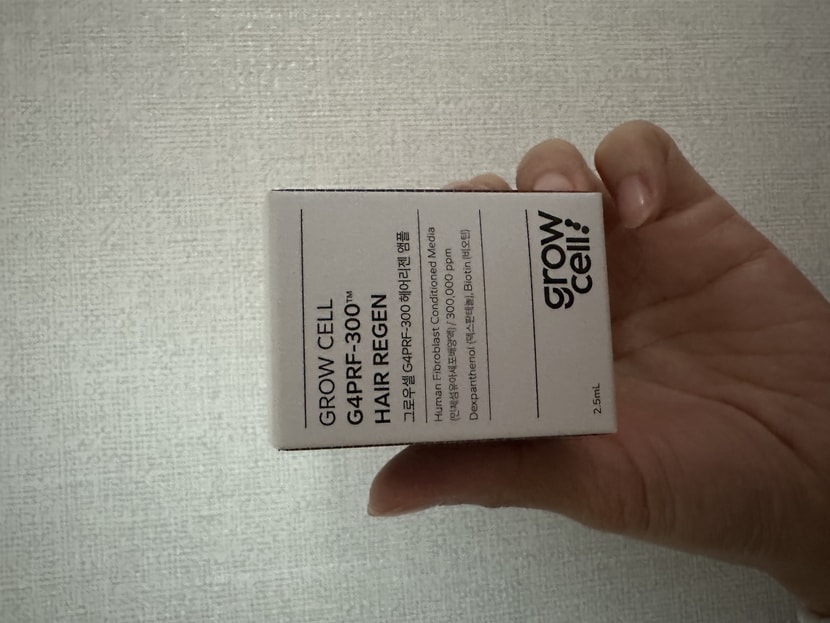 GROW CELL
G4PRF-300™
HAIR REGEN
그로우셀 G4PRF-300 헤어리젠 앰플
Human Fibroblast Conditioned Media
(인체섬유아세포배양액) / 300,000 ppm
Dexpanthenol (덱스판테놀), Biotin (비오틴)
grow
cell
2.5mL